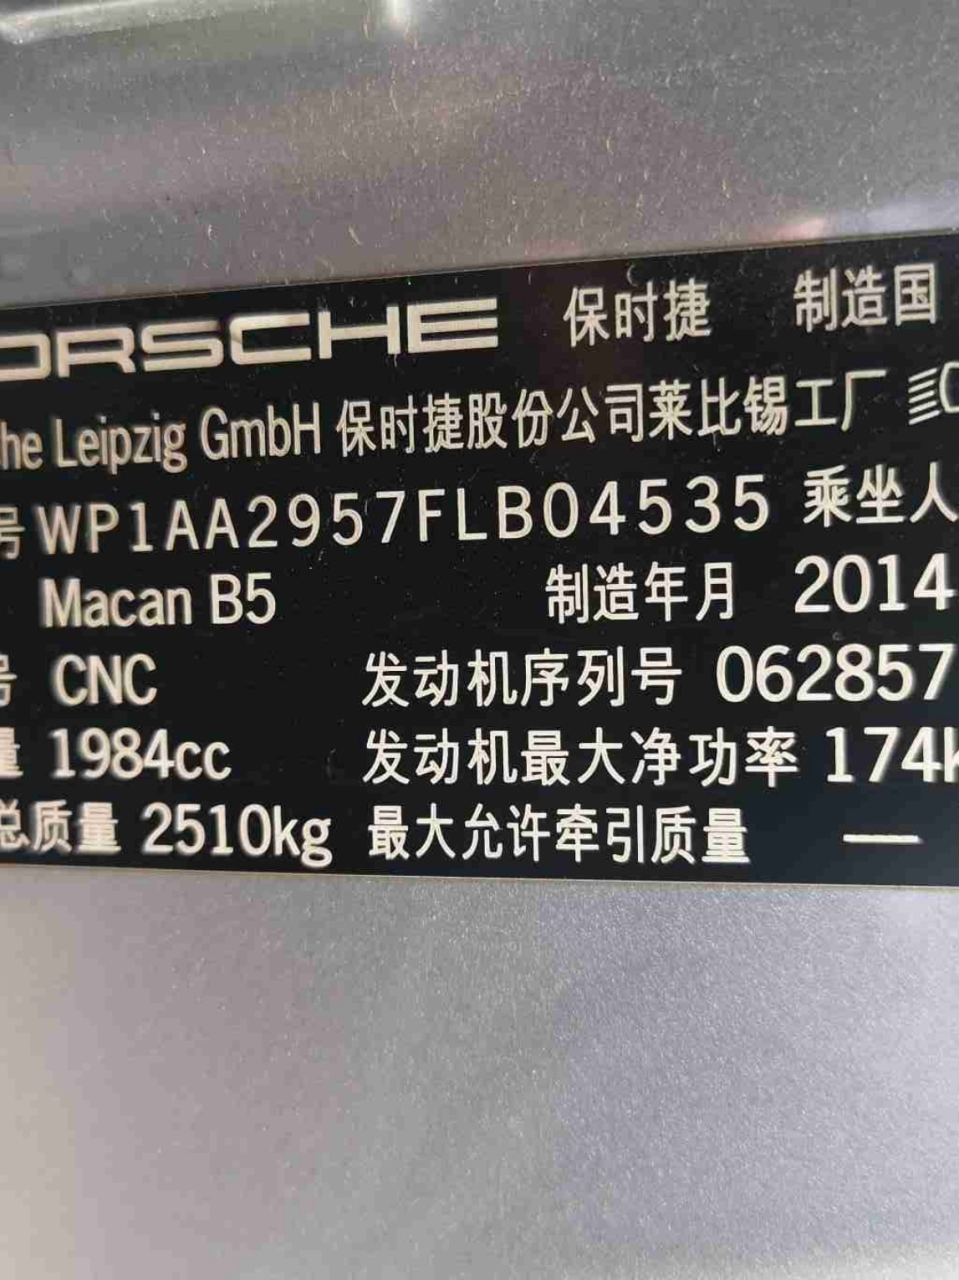 ORSCHE 保时捷 制造国
he Leipzig GmbH 保时捷股份公司莱比锡工厂
号 WP1AA2957FLB04535 乘坐人
Macan B5 制造年月 2014
号 CNC 发动机序列号 062857
量 1984cc 发动机最大净功率 174k
总质量 2510kg 最大允许牵引质量 —